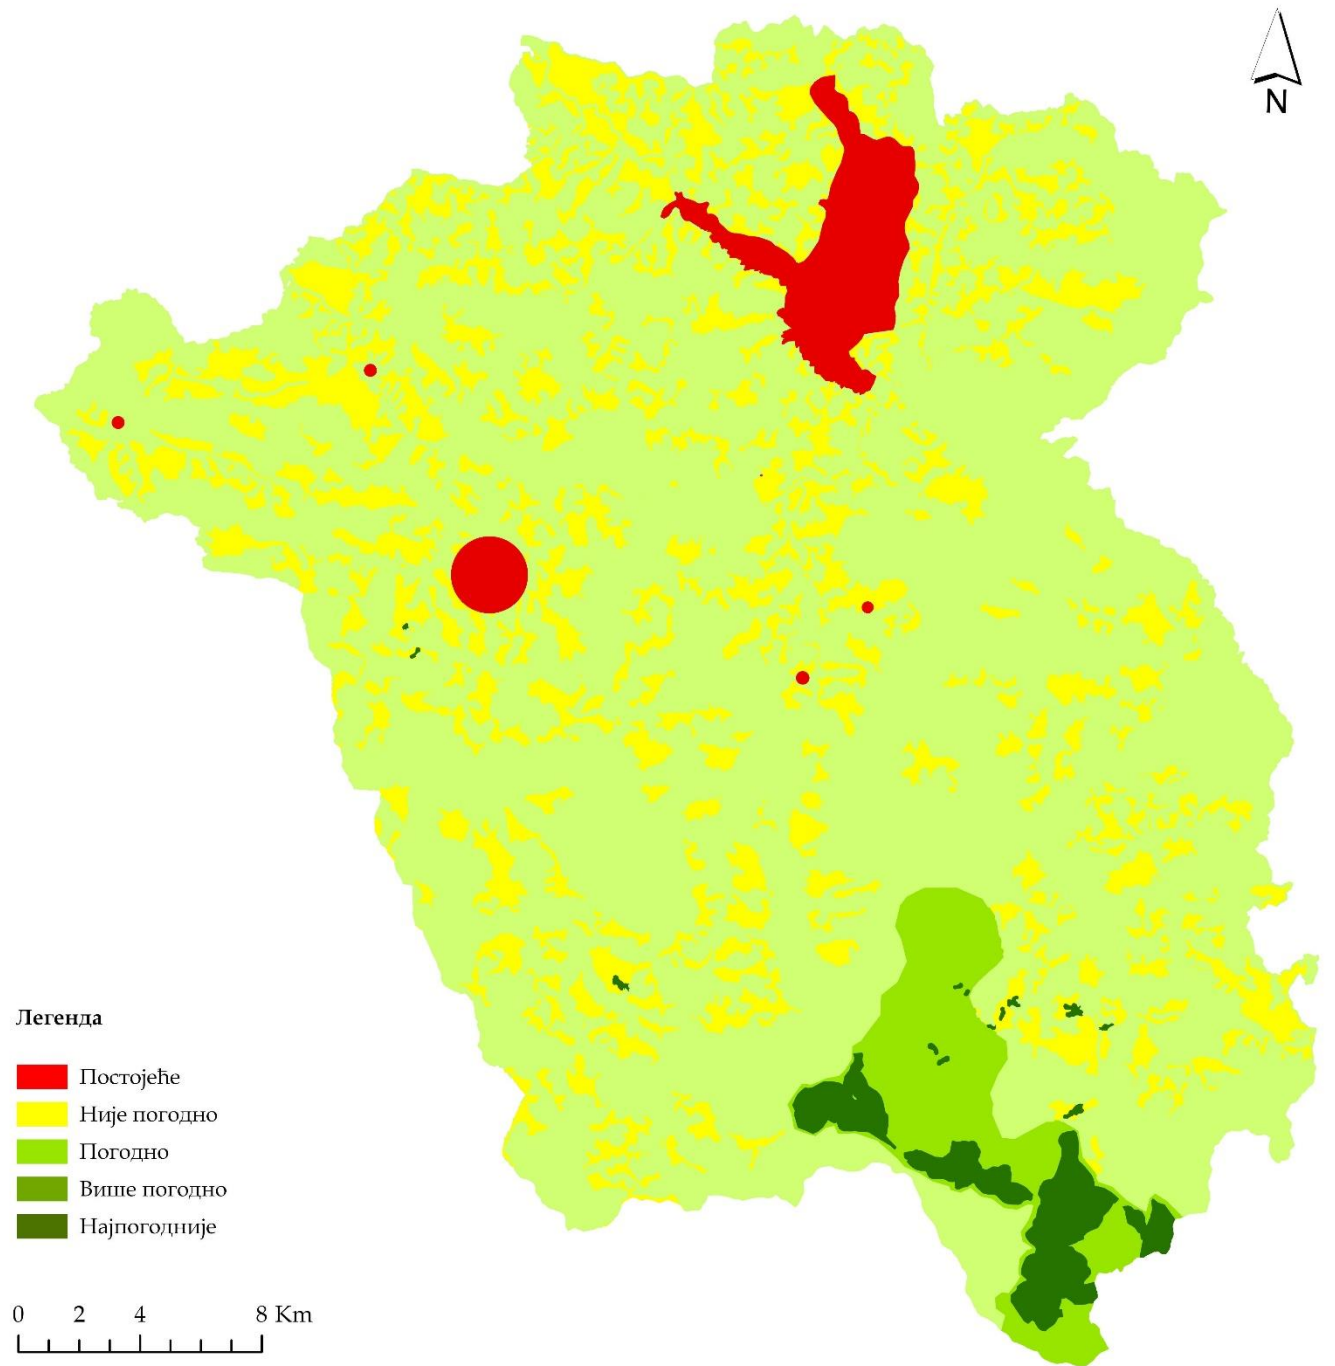 N
Легенда
Постојеће
Није погодно
Погодно
Више погодно
Најпогодније
0 2 4 8 Km